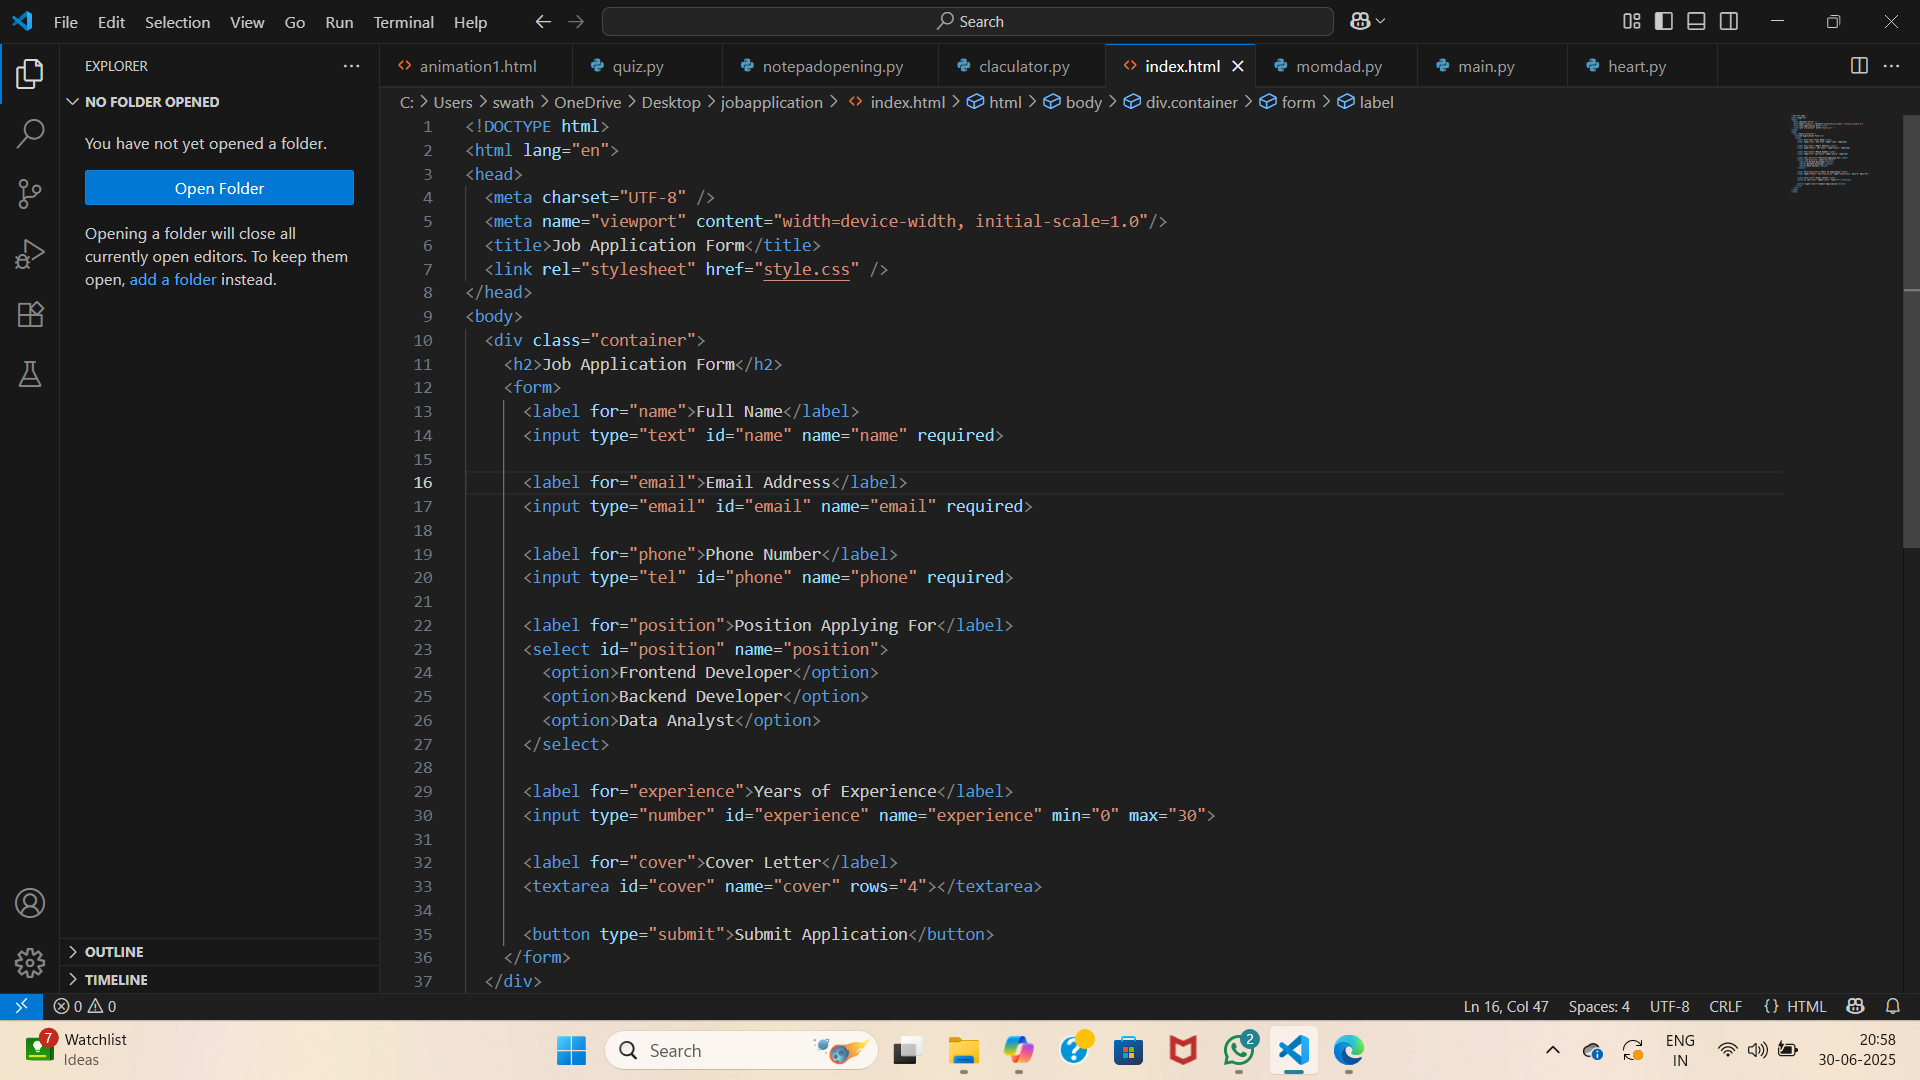 File Edit Selection View Go Run Terminal Help
Search
EXPLORER
NO FOLDER OPENED
You have not yet opened a folder.
Open Folder
Opening a folder will close all
currently open editors. To keep them
open, add a folder instead.
OUTLINE
TIMELINE
animation1.html quiz.py notepadopening.py claculator.py index.html momdad.py main.py heart.py
C: > Users > swath > OneDrive > Desktop > jobapplication > index.html > html > body > div.container > form > label
1 <!DOCTYPE html>
2 <html lang="en">
3 <head>
4 <meta charset="UTF-8" />
5 <meta name="viewport" content="width=device-width, initial-scale=1.0"/>
6 <title>Job Application Form</title>
7 <link rel="stylesheet" href="style.css" />
8 </head>
9 <body>
10 <div class="container">
11 <h2>Job Application Form</h2>
12 <form>
13 <label for="name">Full Name</label>
14 <input type="text" id="name" name="name" required>
15
16 <label for="email">Email Address</label>
17 <input type="email" id="email" name="email" required>
18
19 <label for="phone">Phone Number</label>
20 <input type="tel" id="phone" name="phone" required>
21
22 <label for="position">Position Applying For</label>
23 <select id="position" name="position">
24 <option>Frontend Developer</option>
25 <option>Backend Developer</option>
26 <option>Data Analyst</option>
27 </select>
28
29 <label for="experience">Years of Experience</label>
30 <input type="number" id="experience" name="experience" min="0" max="30">
31
32 <label for="cover">Cover Letter</label>
33 <textarea id="cover" name="cover" rows="4"></textarea>
34
35 <button type="submit">Submit Application</button>
36 </form>
37 </div>
0 0 Ln 16, Col 47 Spaces: 4 UTF-8 CRLF {} HTML
7 Watchlist
Ideas
Search
2
ENG
IN
20:58
30-06-2025